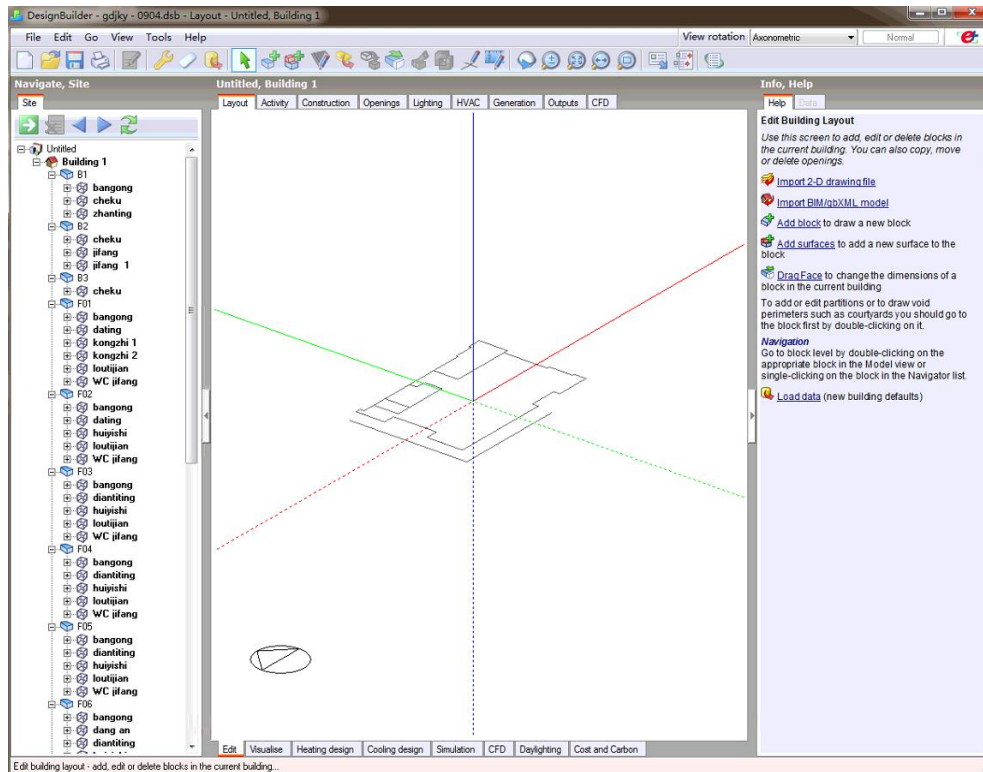 DesignBuilder - gdjky - 0904.dsb - Layout - Untitled, Building 1
File Edit Go View Tools Help
View rotation Axonometric Normal
Navigate, Site
Site
Untitled
Building 1
B1
bangong
cheku
zhanting
B2
cheku
jifang
jifang 1
B3
cheku
F01
bangong
dating
kongzhi 1
kongzhi 2
loutijian
WC jifang
F02
bangong
dating
huiyishi
loutijian
WC jifang
F03
bangong
diantiting
huiyishi
loutijian
WC jifang
F04
bangong
diantiting
huiyishi
loutijian
WC jifang
F05
bangong
diantiting
huiyishi
loutijian
WC jifang
F06
bangong
dang an
diantiting
Untitled, Building 1
Layout Activity Construction Openings Lighting HVAC Generation Outputs CFD
Edit Visualise Heating design Cooling design Simulation CFD Daylighting Cost and Carbon
Info, Help
Help Data
Edit Building Layout
Use this screen to add, edit or delete blocks in
the current building. You can also copy, move
or delete openings.
Import 2-D drawing file
Import BIM/gbXML model
Add block to draw a new block
Add surfaces to add a new surface to the
block
Drag Face to change the dimensions of a
block in the current building
To add or edit partitions or to draw void
perimeters such as courtyards you should go to
the block first by double-clicking on it.
Navigation
Go to block level by double-clicking on the
appropriate block in the Model view or
single-clicking on the block in the Navigator list.
Load data (new building defaults)
Edit building layout - add, edit or delete blocks in the current building...